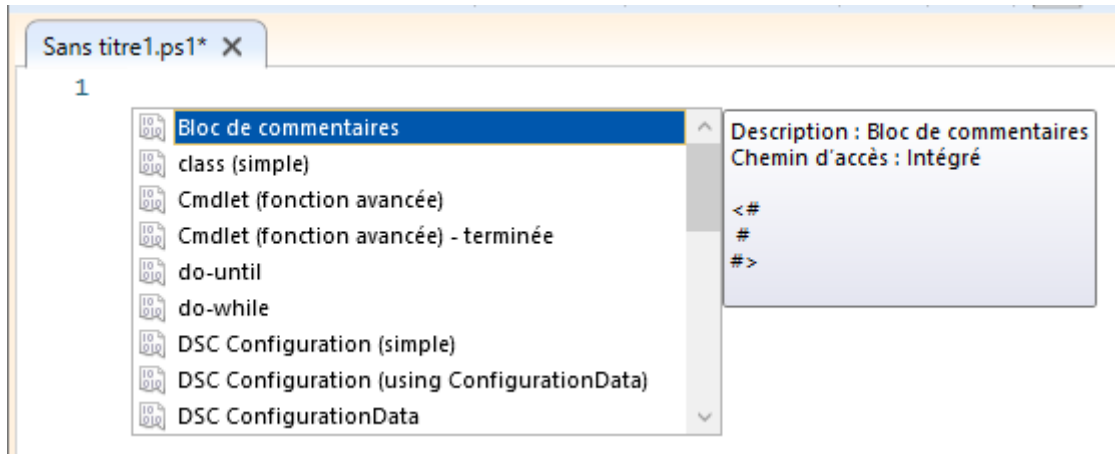 Sans titre1.ps1*
1
Bloc de commentaires
class (simple)
Cmdlet (fonction avancée)
Cmdlet (fonction avancée) - terminée
do-until
do-while
DSC Configuration (simple)
DSC Configuration (using ConfigurationData)
DSC ConfigurationData
Description : Bloc de commentaires
Chemin d'accès : Intégré
<#
#
#>